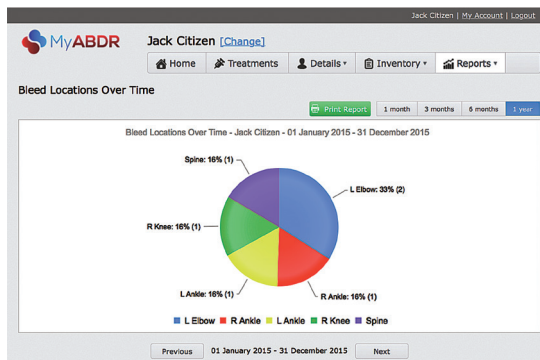 Jack Citizen | My Account | Logout
MyABDR
Jack Citizen [Change]
Home Treatments Details Inventory Reports
Bleed Locations Over Time
Print Report 1 month 3 months 6 months 1 year
Bleed Locations Over Time - Jack Citizen - 01 January 2015 - 31 December 2015
Spine: 16% (1)
L Elbow: 33% (2)
R Knee: 16% (1)
L Ankle: 16% (1)
R Ankle: 16% (1)
L Elbow R Ankle L Ankle R Knee Spine
Previous 01 January 2015 - 31 December 2015 Next